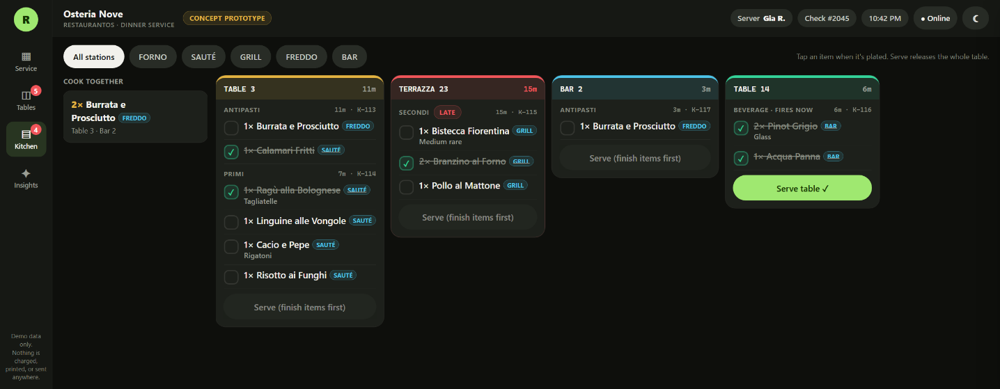 R
Osteria Nove
RESTAURANTOS · DINNER SERVICE
CONCEPT PROTOTYPE
Server Gia R.
Check #2045
10:42 PM
Online
Service
5
Tables
4
Kitchen
Insights
Demo data
only.
Nothing is
charged,
printed, or sent
anywhere.
All stations
FORNO
SAUTÉ
GRILL
FREDDO
BAR
Tap an item when it's plated. Serve releases the whole table.
COOK TOGETHER
2× Burrata e
Prosciutto FREDDO
Table 3 · Bar 2
TABLE 3 11m
ANTIPASTI 11m · K-113
1× Burrata e Prosciutto FREDDO
✓ 1× Calamari Fritti SAUTÉ
PRIMI 7m · K-114
✓ 1× Ragù alla Bolognese SAUTÉ
Tagliatelle
1× Linguine alle Vongole SAUTÉ
1× Cacio e Pepe SAUTÉ
Rigatoni
1× Risotto ai Funghi SAUTÉ
Serve (finish items first)
TERRAZZA 23 15m
SECONDI LATE 15m · K-115
1× Bistecca Fiorentina GRILL
Medium rare
✓ 2× Branzino al Forno GRILL
1× Pollo al Mattone GRILL
Serve (finish items first)
BAR 2 3m
ANTIPASTI 3m · K-117
1× Burrata e Prosciutto FREDDO
Serve (finish items first)
TABLE 14 6m
BEVERAGE · FIRES NOW 6m · K-116
✓ 2× Pinot Grigio BAR
Glass
✓ 1× Acqua Panna BAR
Serve table ✓